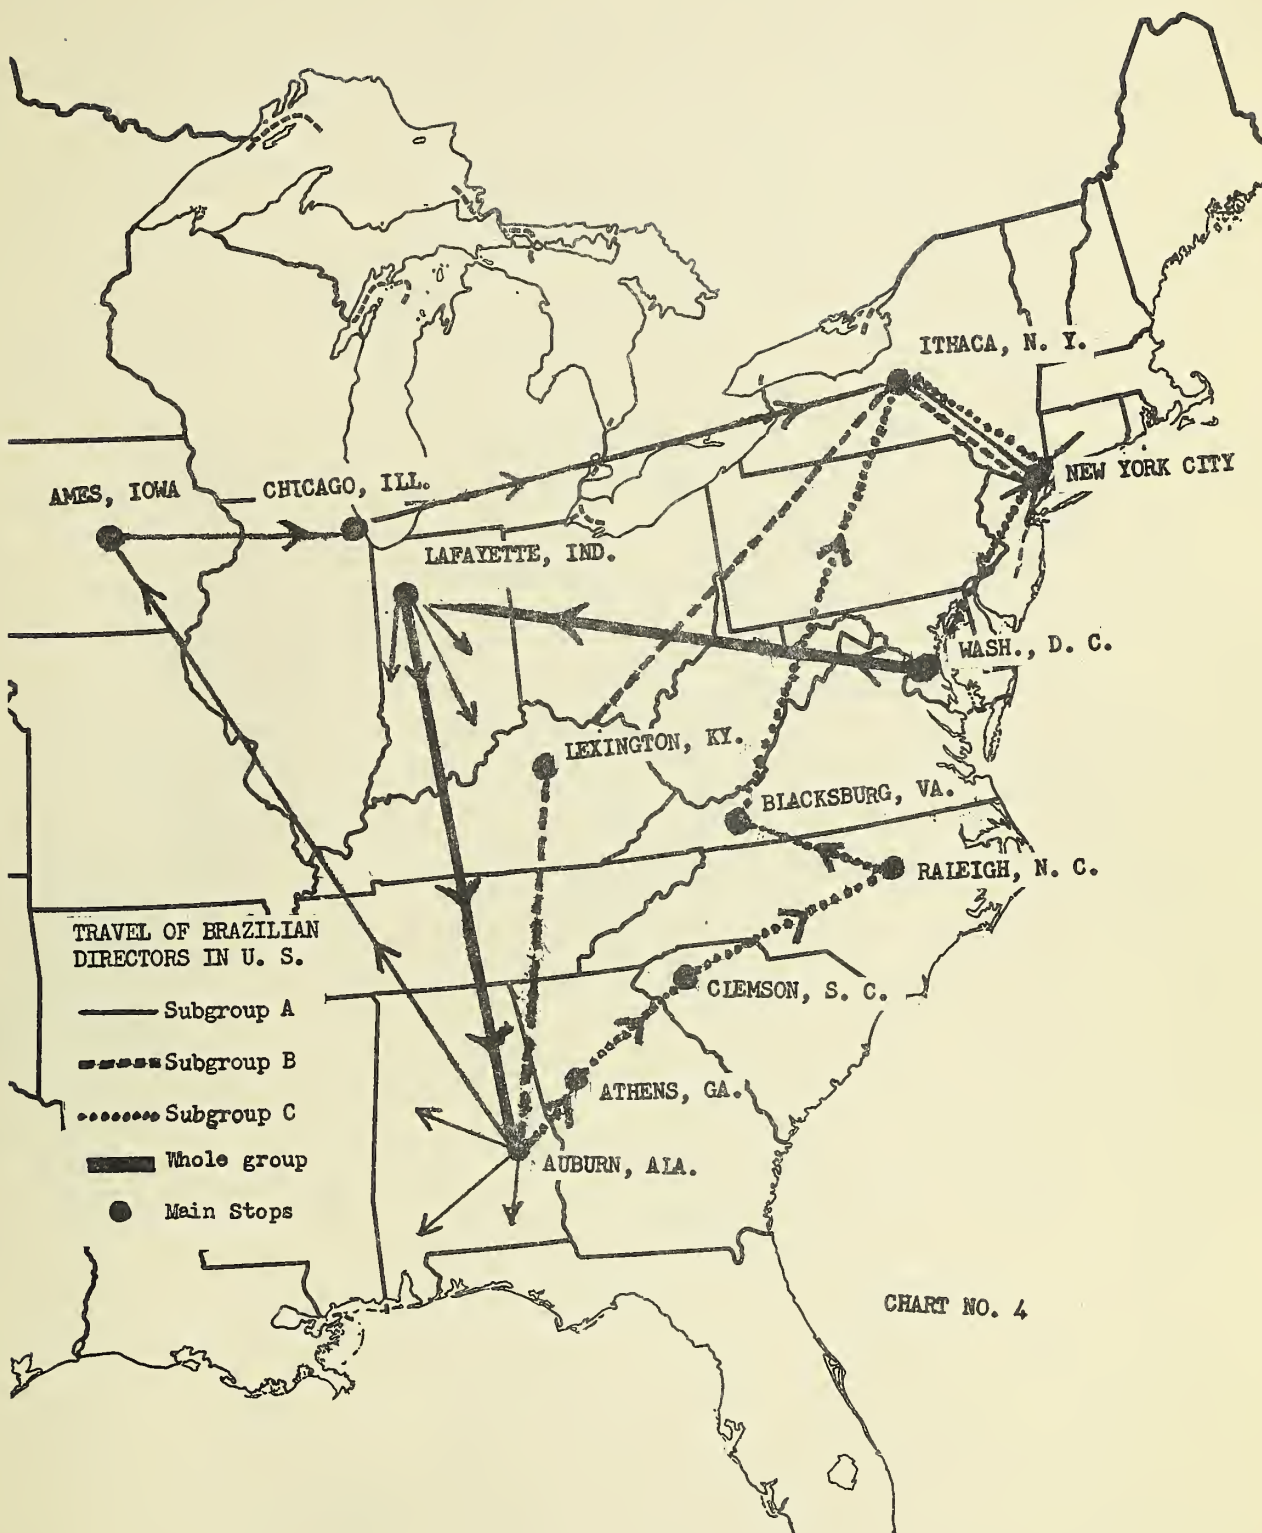 ITHACA, N. Y.
NEW YORK CITY
AMES, IOWA
CHICAGO, ILL.
LAFAYETTE, IND.
WASH., D. C.
LEXINGTON, KY.
BLACKSBURG, VA.
RALEIGH, N. C.
TRAVEL OF BRAZILIAN
DIRECTORS IN U. S.
CLEMSON, S. C.
Subgroup A
Subgroup B
ATHENS, GA.
Subgroup C
Whole group
AUBURN, ALA.
Main Stops
CHART NO. 4